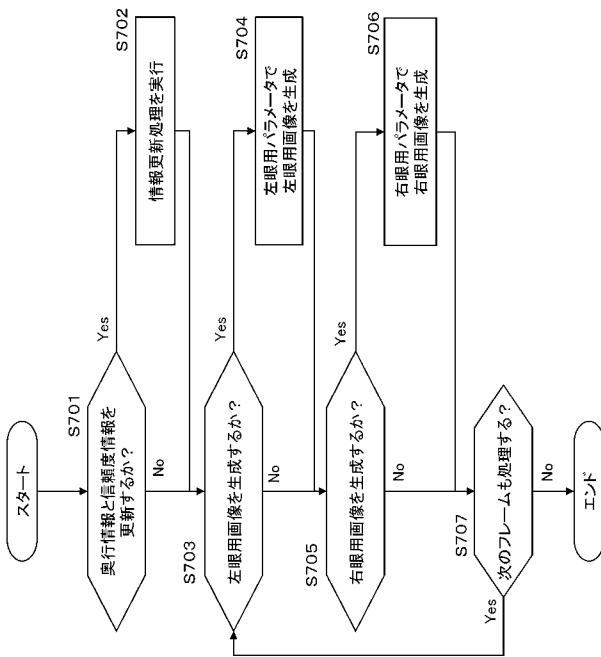 スタート
S701
奥行情報と信頼度情報を
更新するか？
Yes
No
S702
情報更新処理を実行
S703
左眼用画像を生成するか？
Yes
No
S704
左眼用パラメータで
左眼用画像を生成
S705
右眼用画像を生成するか？
Yes
No
S706
右眼用パラメータで
右眼用画像を生成
S707
次のフレームも処理する？
Yes
No
エンド